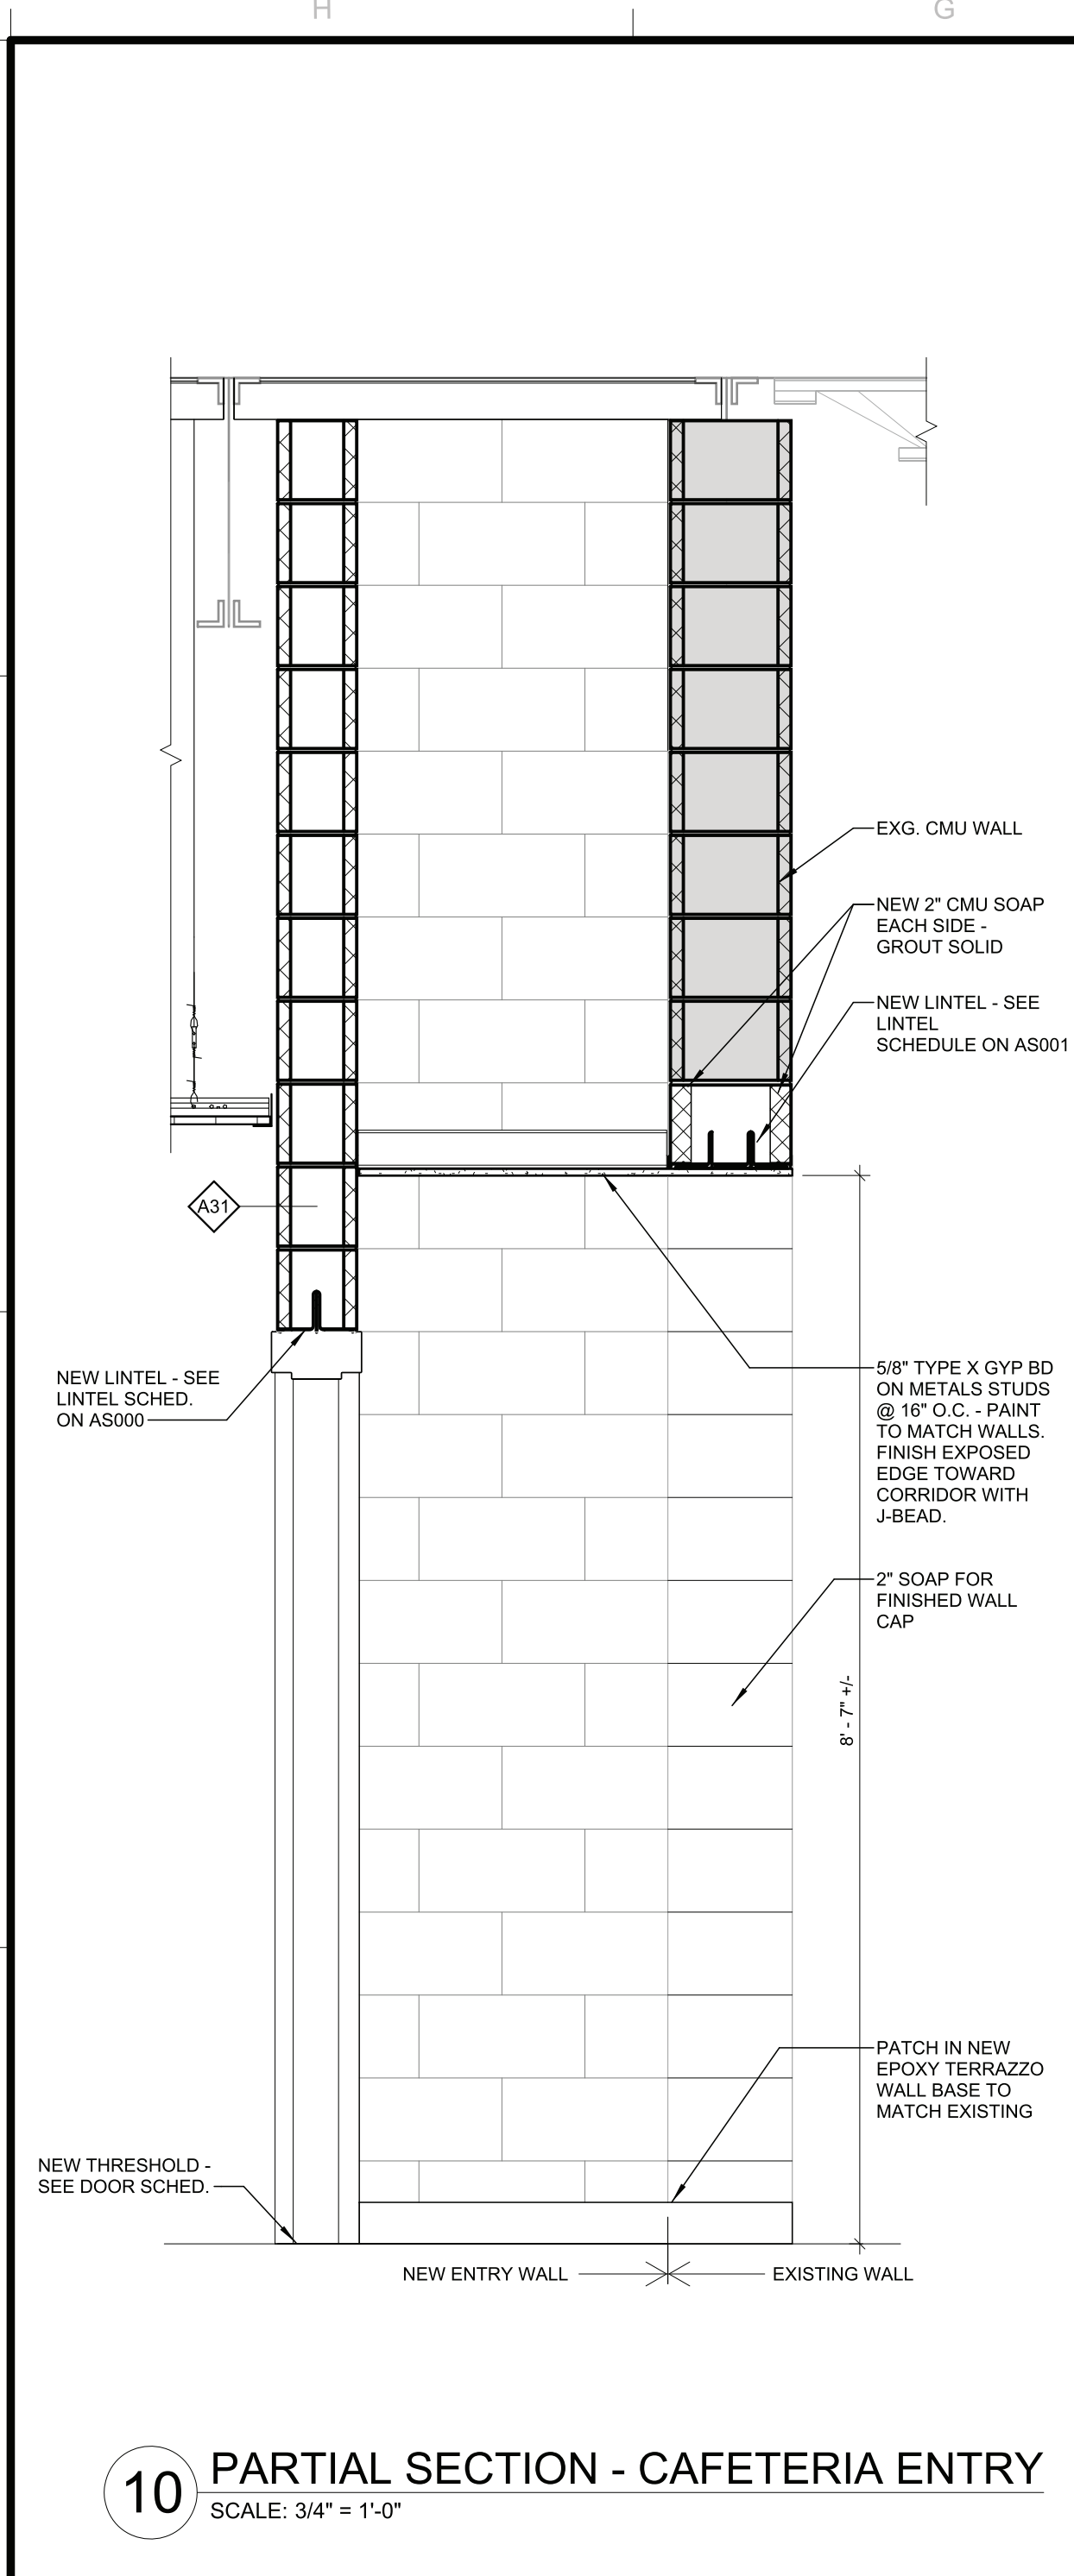 H
G
EXG. CMU WALL
NEW 2" CMU SOAP
EACH SIDE -
GROUT SOLID
NEW LINTEL - SEE
LINTEL
SCHEDULE ON AS001
A31
NEW LINTEL - SEE
LINTEL SCHED.
ON AS000
5/8" TYPE X GYP BD
ON METALS STUDS
@ 16" O.C. - PAINT
TO MATCH WALLS.
FINISH EXPOSED
EDGE TOWARD
CORRIDOR WITH
J-BEAD.
2" SOAP FOR
FINISHED WALL
CAP
8' - 7" +/-
PATCH IN NEW
EPOXY TERRAZZO
WALL BASE TO
MATCH EXISTING
NEW THRESHOLD -
SEE DOOR SCHED.
NEW ENTRY WALL
EXISTING WALL
10
PARTIAL SECTION - CAFETERIA ENTRY
SCALE: 3/4" = 1'-0"